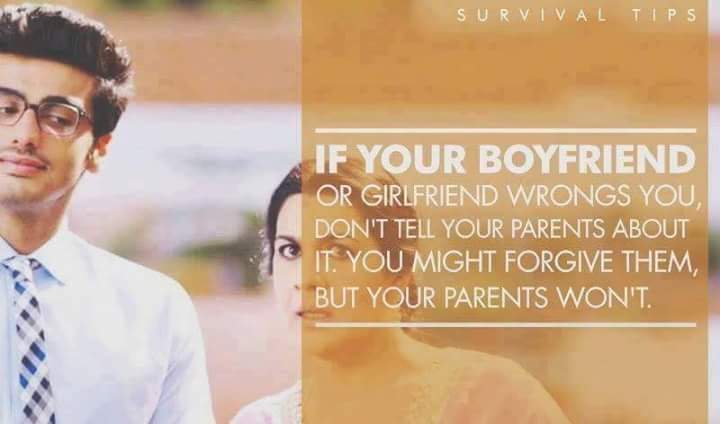 SURVIVAL TIPS
IF YOUR BOYFRIEND
OR GIRLFRIEND WRONGS YOU,
DON'T TELL YOUR PARENTS ABOUT
IT. YOU MIGHT FORGIVE THEM,
BUT YOUR PARENTS WON'T.